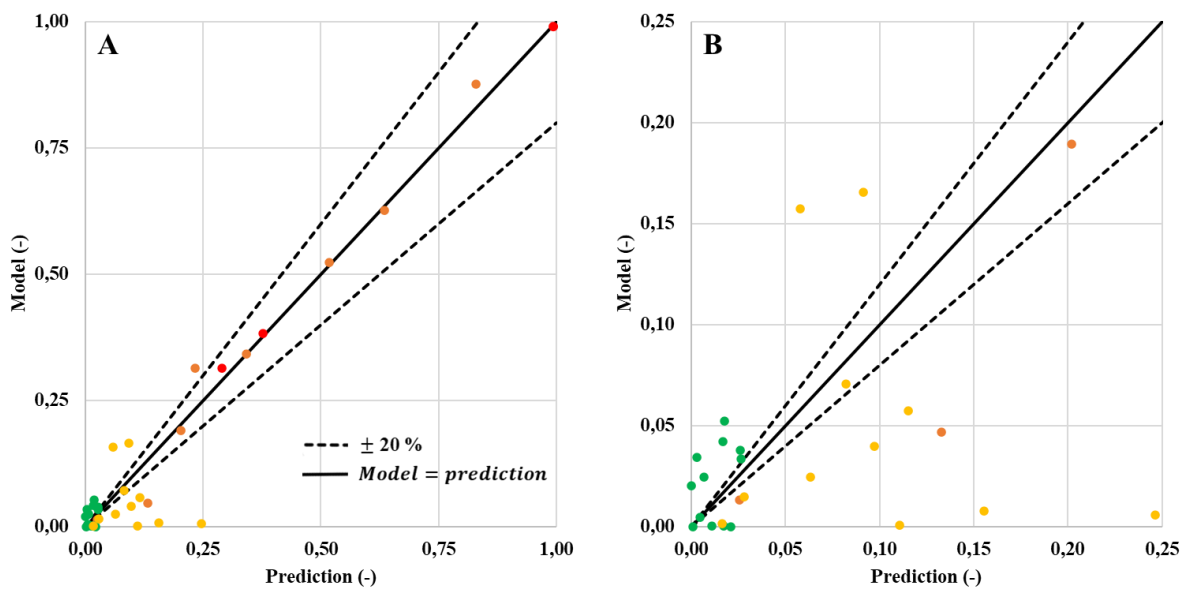 A
1,00
0,75
0,50
0,25
0,00
Model (-)
± 20 %
Model = prediction
0,00 0,25 0,50 0,75 1,00
Prediction (-)
B
0,25
0,20
0,15
0,10
0,05
0,00
Model (-)
0,00 0,05 0,10 0,15 0,20 0,25
Prediction (-)